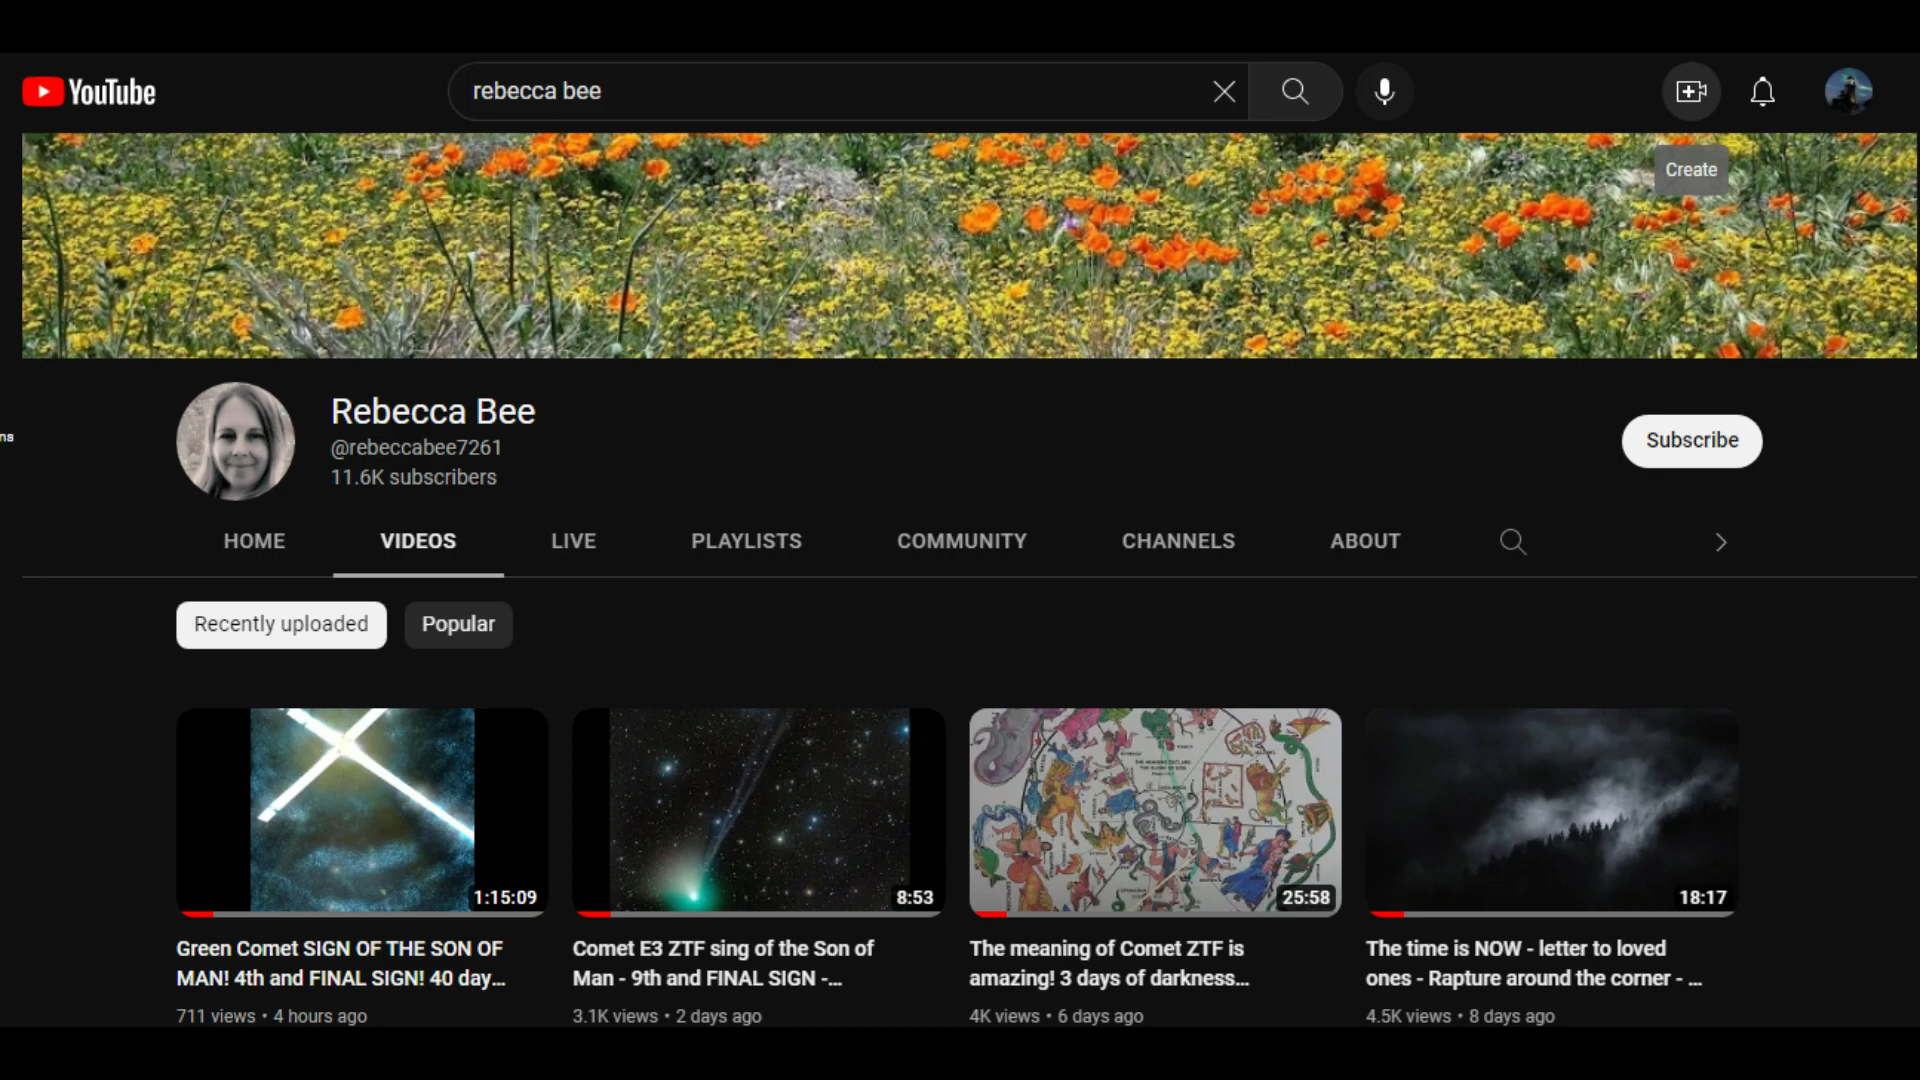 YouTube
rebecca bee
Create
ns
Rebecca Bee
@rebeccabee7261
11.6K subscribers
Subscribe
HOME
VIDEOS
LIVE
PLAYLISTS
COMMUNITY
CHANNELS
ABOUT
Recently uploaded
Popular
1:15:09
8:53
25:58
18:17
Green Comet SIGN OF THE SON OF
MAN! 4th and FINAL SIGN! 40 day...
711 views • 4 hours ago
Comet E3 ZTF sing of the Son of
Man - 9th and FINAL SIGN -...
3.1K views • 2 days ago
The meaning of Comet ZTF is
amazing! 3 days of darkness...
4K views • 6 days ago
The time is NOW - letter to loved
ones - Rapture around the corner - ...
4.5K views • 8 days ago